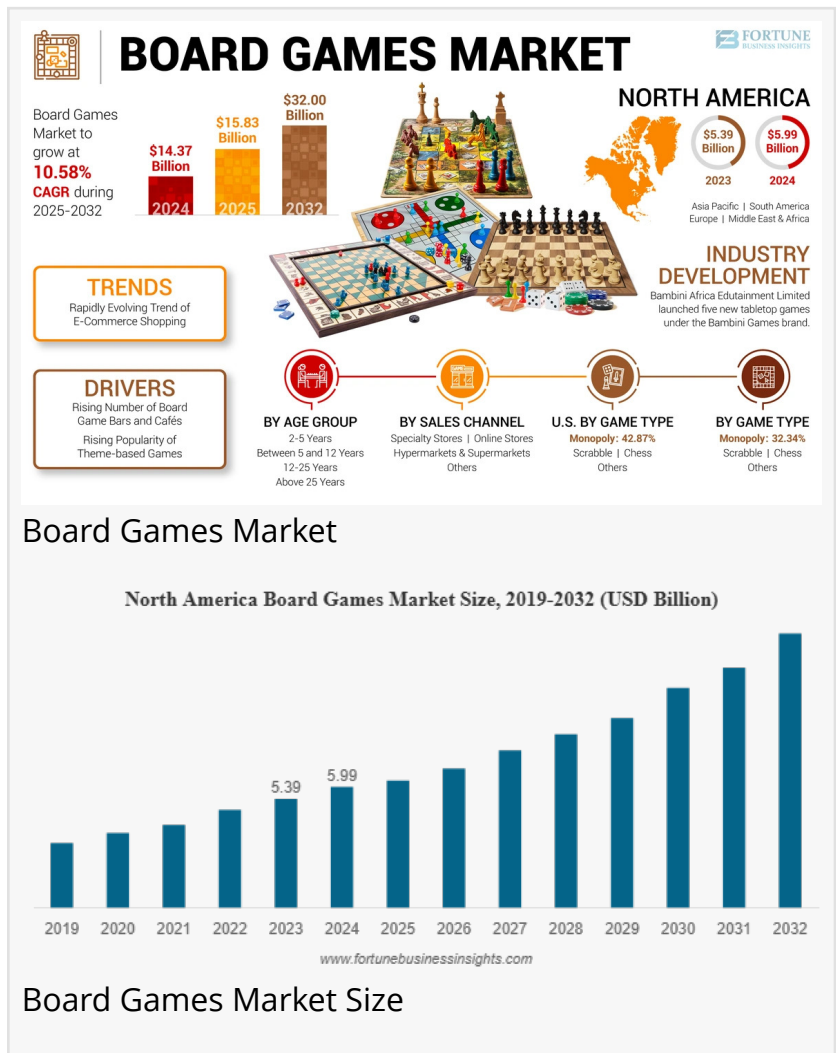 BOARD GAMES MARKET
FORTUNE
BUSINESS INSIGHTS
Board Games
Market to
grow at
10.58%
CAGR during
2025-2032
$14.37
Billion
2024
$15.83
Billion
2025
$32.00
Billion
2032
NORTH AMERICA
$5.39
Billion
2023
$5.99
Billion
2024
Asia Pacific | South America
Europe | Middle East & Africa
INDUSTRY
DEVELOPMENT
Bambini Africa Edutainment Limited
launched five new tabletop games
under the Bambini Games brand.
TRENDS
Rapidly Evolving Trend of
E-Commerce Shopping
DRIVERS
Rising Number of Board
Game Bars and Cafés
Rising Popularity of
Theme-based Games
BY AGE GROUP
2-5 Years
Between 5 and 12 Years
12-25 Years
Above 25 Years
BY SALES CHANNEL
Specialty Stores | Online Stores
Hypermarkets & Supermarkets
Others
U.S. BY GAME TYPE
Monopoly: 42.87%
Scrabble | Chess
Others
BY GAME TYPE
Monopoly: 32.34%
Scrabble | Chess
Others
Board Games Market
North America Board Games Market Size, 2019-2032 (USD Billion)
5.39
5.99
2019 2020 2021 2022 2023 2024 2025 2026 2027 2028 2029 2030 2031 2032
www.fortunebusinessinsights.com
Board Games Market Size